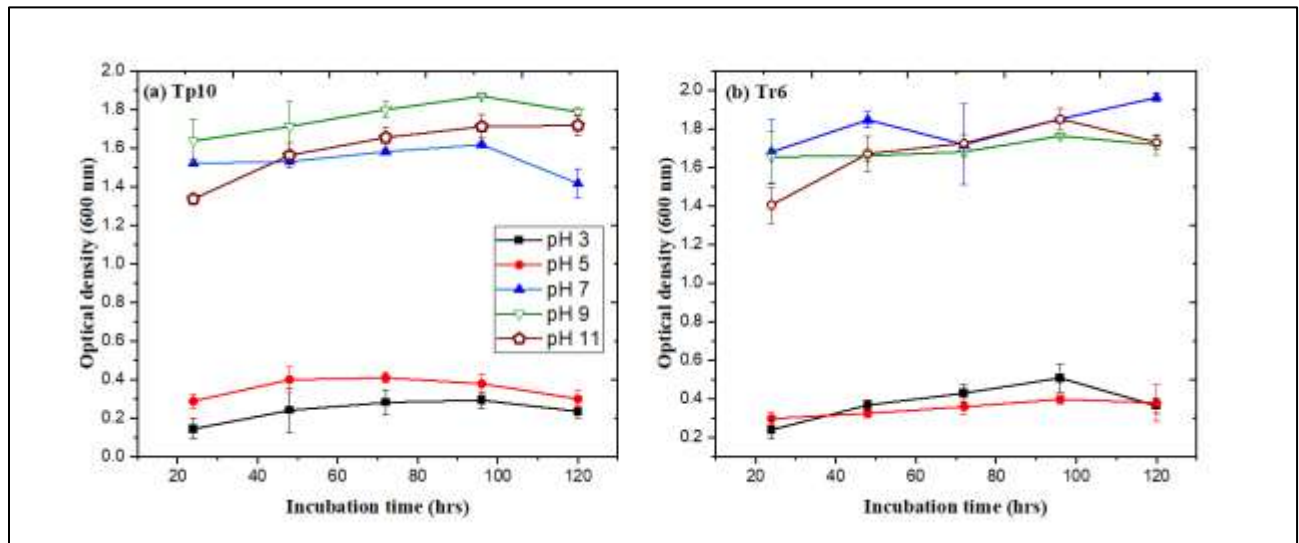 (a) Tp10
Optical density (600 nm)
2.0
1.8
1.6
1.4
1.2
1.0
0.8
0.6
0.4
0.2
0.0
20 40 60 80 100 120
Incubation time (hrs)
pH 3
pH 5
pH 7
pH 9
pH 11
(b) Tr6
Optical density (600 nm)
2.0
1.8
1.6
1.4
1.2
1.0
0.8
0.6
0.4
0.2
20 40 60 80 100 120
Incubation time (hrs)